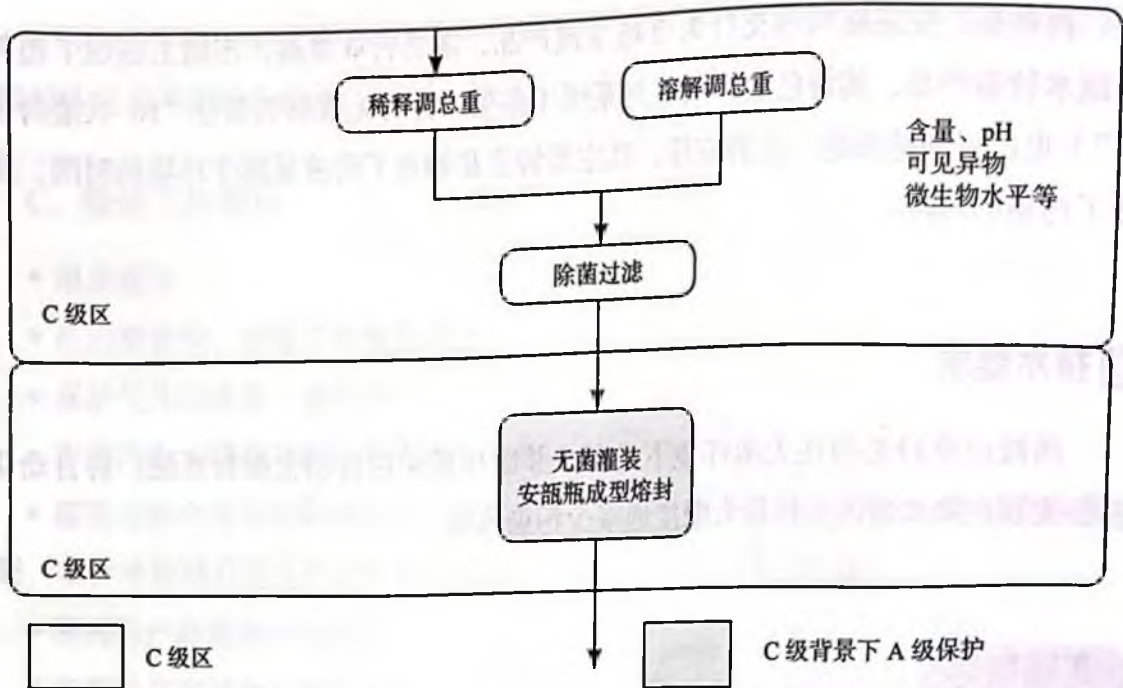 稀释调总重
溶解调总重
含量、pH
可见异物
微生物水平等
除菌过滤
C级区
无菌灌装
安瓿瓶成型熔封
C级区
C级区
C级背景下A级保护